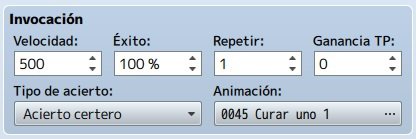 Invocación
Velocidad: Éxito: Repetir: Ganancia TP:
500 100 % 1 0
Tipo de acierto: Animación:
Acierto certero 0045 Curar uno 1 ...